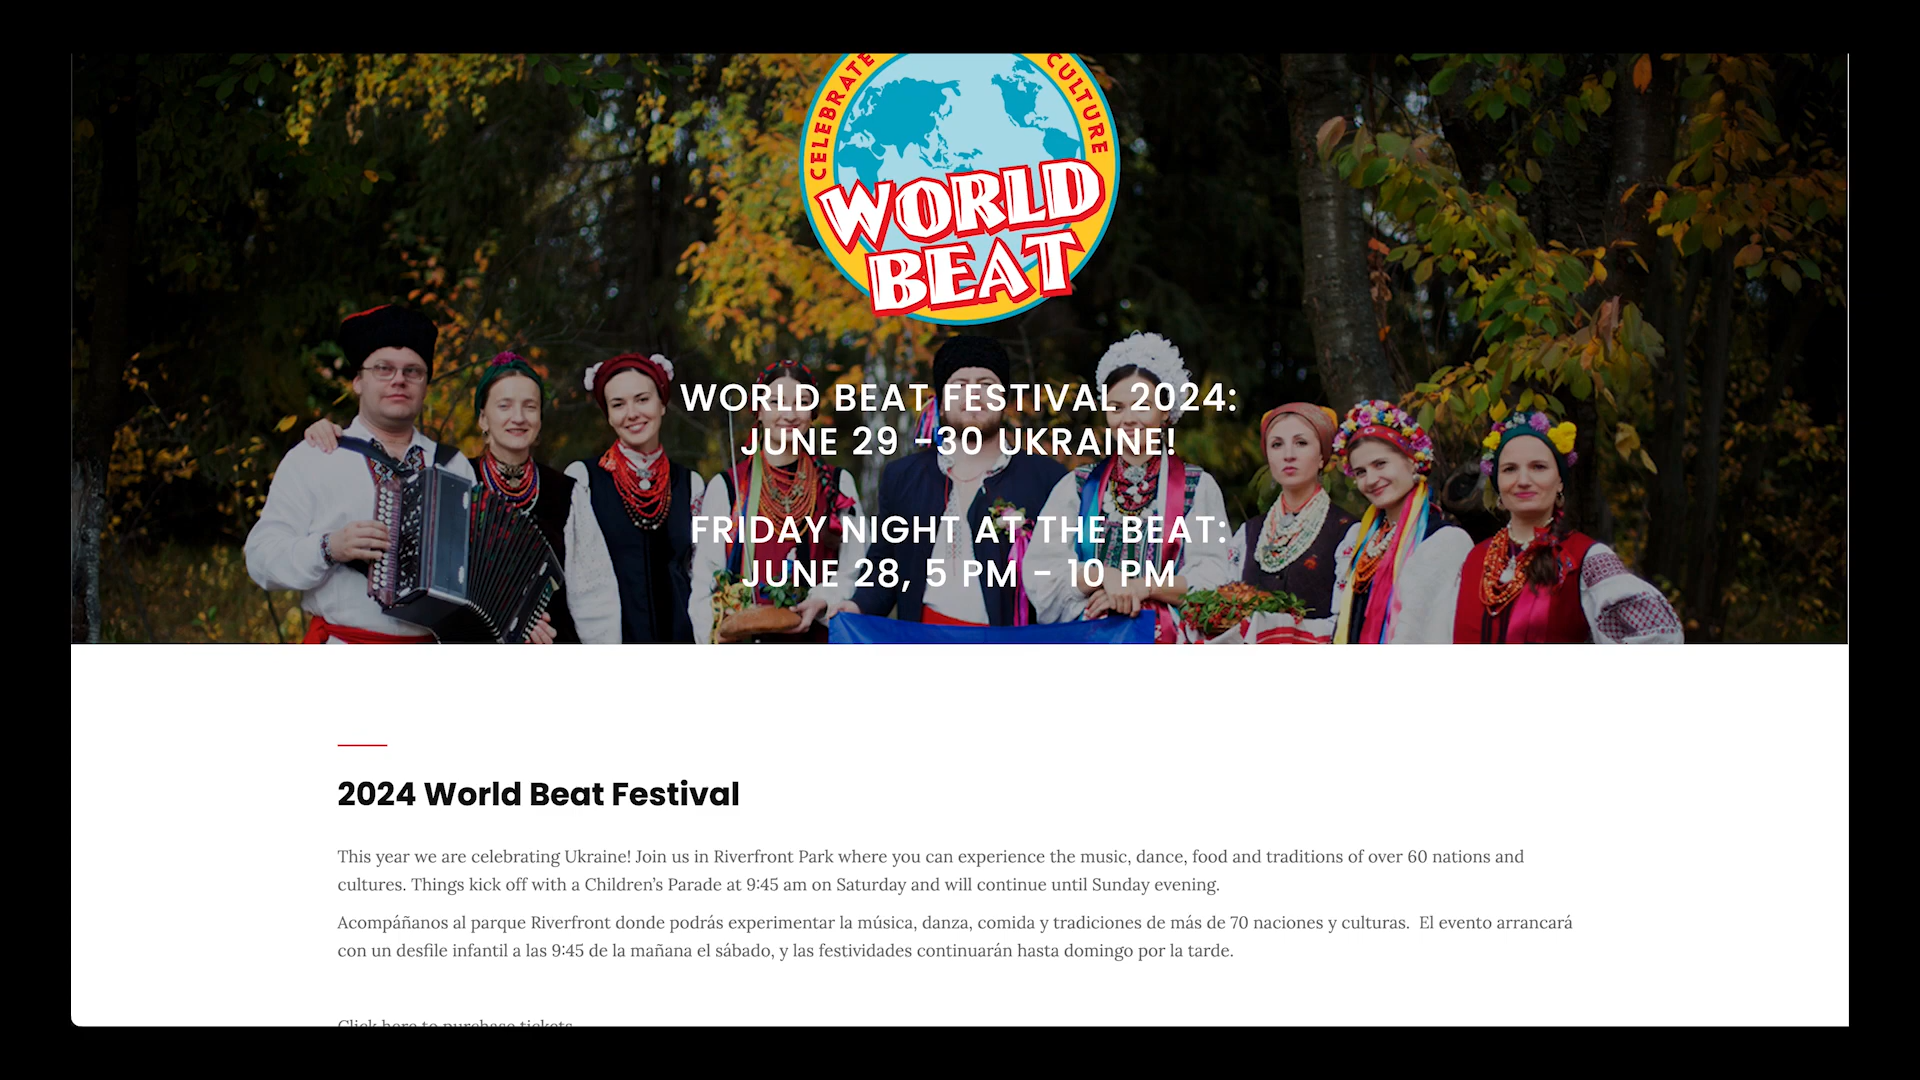 CELEBRATE CULTURE
WORLD
BEAT
WORLD BEAT FESTIVAL 2024:
JUNE 29 -30 UKRAINE!
FRIDAY NIGHT AT THE BEAT:
JUNE 28, 5 PM - 10 PM
2024 World Beat Festival
This year we are celebrating Ukraine! Join us in Riverfront Park where you can experience the music, dance, food and traditions of over 60 nations and
cultures. Things kick off with a Children’s Parade at 9:45 am on Saturday and will continue until Sunday evening.
Acompáñanos al parque Riverfront donde podrás experimentar la música, danza, comida y tradiciones de más de 70 naciones y culturas.  El evento arrancará
con un desfile infantil a las 9:45 de la mañana el sábado, y las festividades continuarán hasta domingo por la tarde.
Click here to purchase tickets